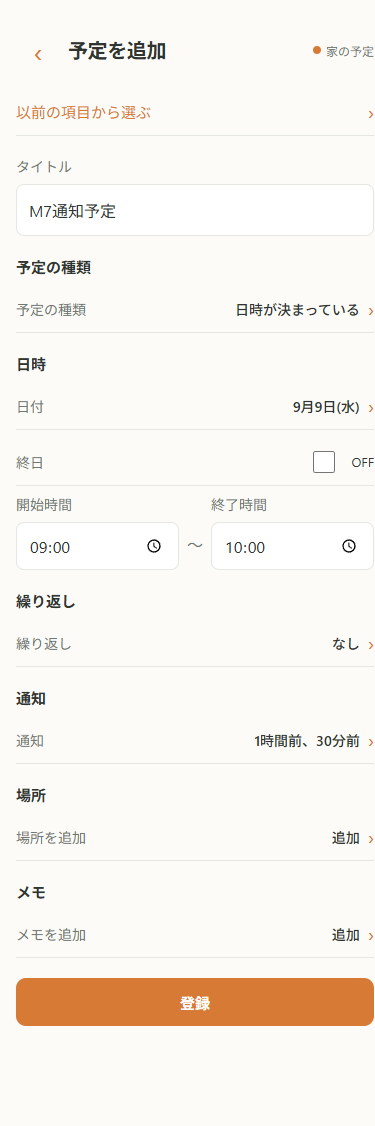 ‹ 予定を追加 家の予定
以前の項目から選ぶ ›
タイトル
M7通知予定
予定の種類
予定の種類 日時が決まっている ›
日時
日付 9月9日(水) ›
終日 OFF
開始時間 終了時間
09:00 〜 10:00
繰り返し
繰り返し なし ›
通知
通知 1時間前、30分前 ›
場所
場所を追加 追加 ›
メモ
メモを追加 追加 ›
登録